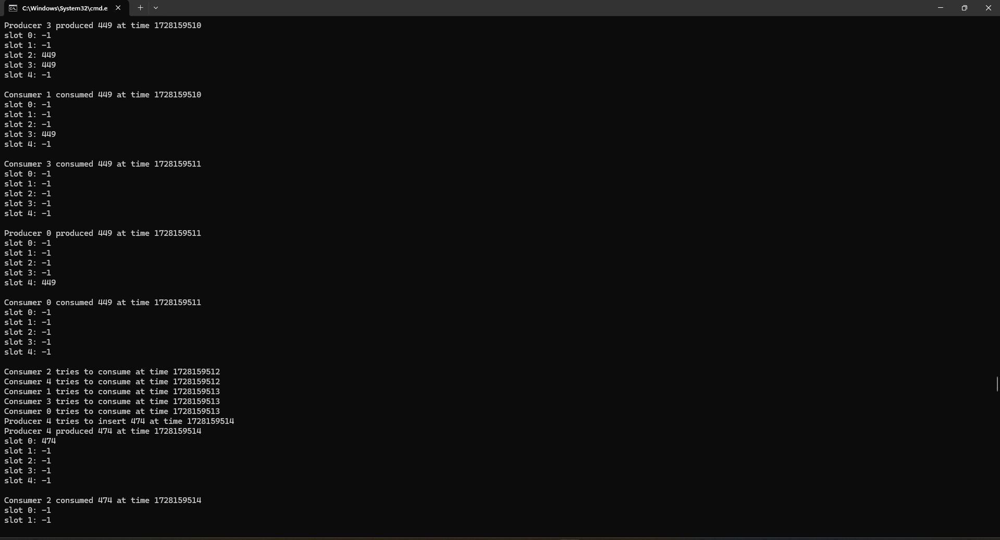 C:\Windows\System32\cmd.e
Producer 3 produced 449 at time 1728159510
slot 0: -1
slot 1: -1
slot 2: 449
slot 3: 449
slot 4: -1
Consumer 1 consumed 449 at time 1728159510
slot 0: -1
slot 1: -1
slot 2: -1
slot 3: 449
slot 4: -1
Consumer 3 consumed 449 at time 1728159511
slot 0: -1
slot 1: -1
slot 2: -1
slot 3: -1
slot 4: -1
Producer 0 produced 449 at time 1728159511
slot 0: -1
slot 1: -1
slot 2: -1
slot 3: -1
slot 4: 449
Consumer 0 consumed 449 at time 1728159511
slot 0: -1
slot 1: -1
slot 2: -1
slot 3: -1
slot 4: -1
Consumer 2 tries to consume at time 1728159512
Consumer 4 tries to consume at time 1728159512
Consumer 1 tries to consume at time 1728159513
Consumer 3 tries to consume at time 1728159513
Consumer 0 tries to consume at time 1728159513
Producer 4 tries to insert 474 at time 1728159514
Producer 4 produced 474 at time 1728159514
slot 0: 474
slot 1: -1
slot 2: -1
slot 3: -1
slot 4: -1
Consumer 2 consumed 474 at time 1728159514
slot 0: -1
slot 1: -1